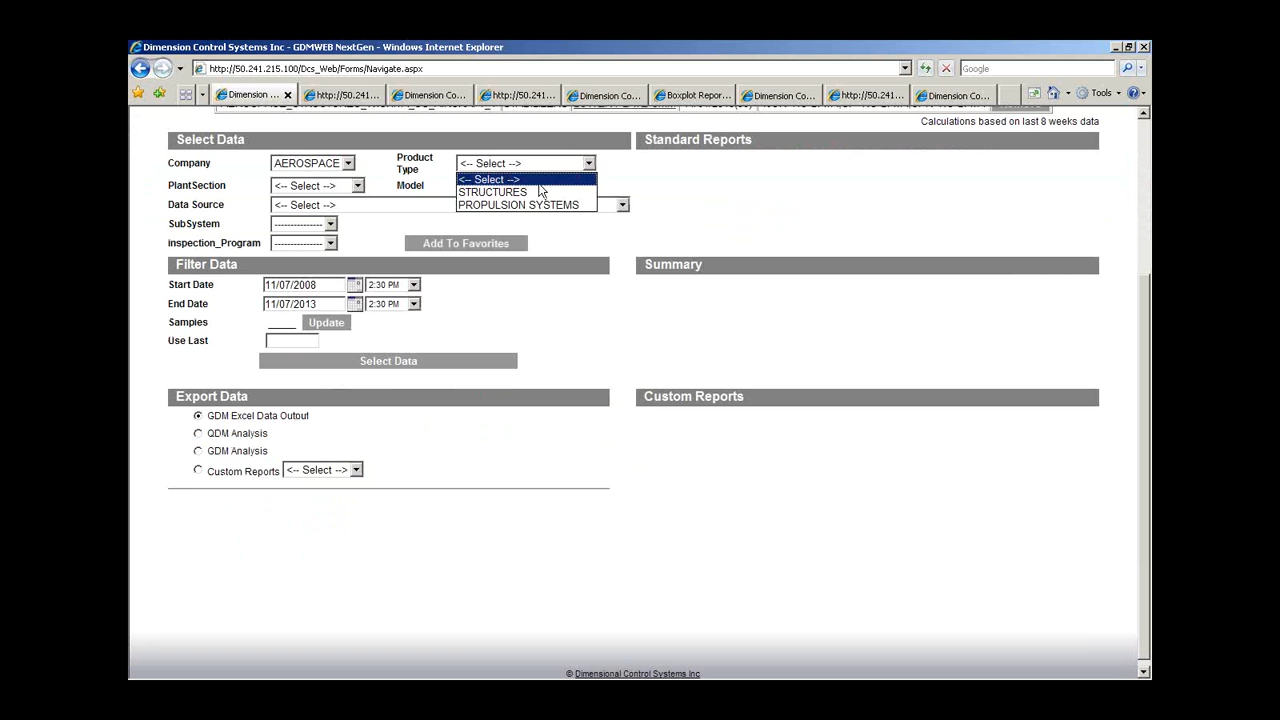 Dimension Control Systems Inc - GDMWEB NextGen - Windows Internet Explorer
http://50.241.215.100/Dcs_Web/Forms/Navigate.aspx
Google
Dimension ...
http://50.241...
Dimension Co...
http://50.241...
Dimension Co...
Boxplot Repor...
Dimension Co...
http://50.241...
Dimension Co...
Tools
Calculations based on last 8 weeks data
Select Data
Standard Reports
Company AEROSPACE Product Type <-- Select -->
<-- Select -->
STRUCTURES
PROPULSION SYSTEMS
PlantSection <-- Select --> Model
Data Source <-- Select -->
SubSystem ---------------
inspection_Program ---------------
Add To Favorites
Filter Data
Summary
Start Date 11/07/2008 2:30 PM
End Date 11/07/2013 2:30 PM
Samples Update
Use Last
Select Data
Export Data
Custom Reports
GDM Excel Data Output
QDM Analysis
GDM Analysis
Custom Reports <-- Select -->
© Dimensional Control Systems Inc